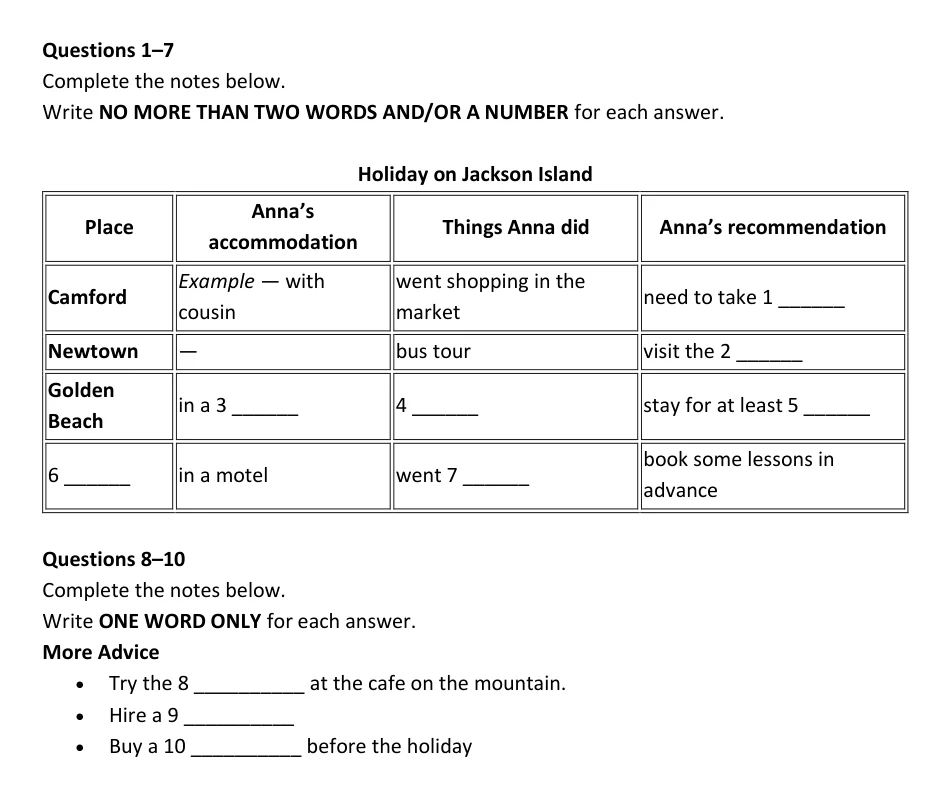 Questions 1–7
Complete the notes below.
Write NO MORE THAN TWO WORDS AND/OR A NUMBER for each answer.
Holiday on Jackson Island
Place
Anna's
accommodation
Things Anna did
Anna's recommendation
Camford
Example — with
cousin
went shopping in the
market
need to take 1 ______
Newtown
—
bus tour
visit the 2 ______
Golden
Beach
in a 3 ______
4 ______
stay for at least 5 ______
6 ______
in a motel
went 7 ______
book some lessons in
advance
Questions 8–10
Complete the notes below.
Write ONE WORD ONLY for each answer.
More Advice
• Try the 8 __________ at the cafe on the mountain.
• Hire a 9 __________
• Buy a 10 __________ before the holiday